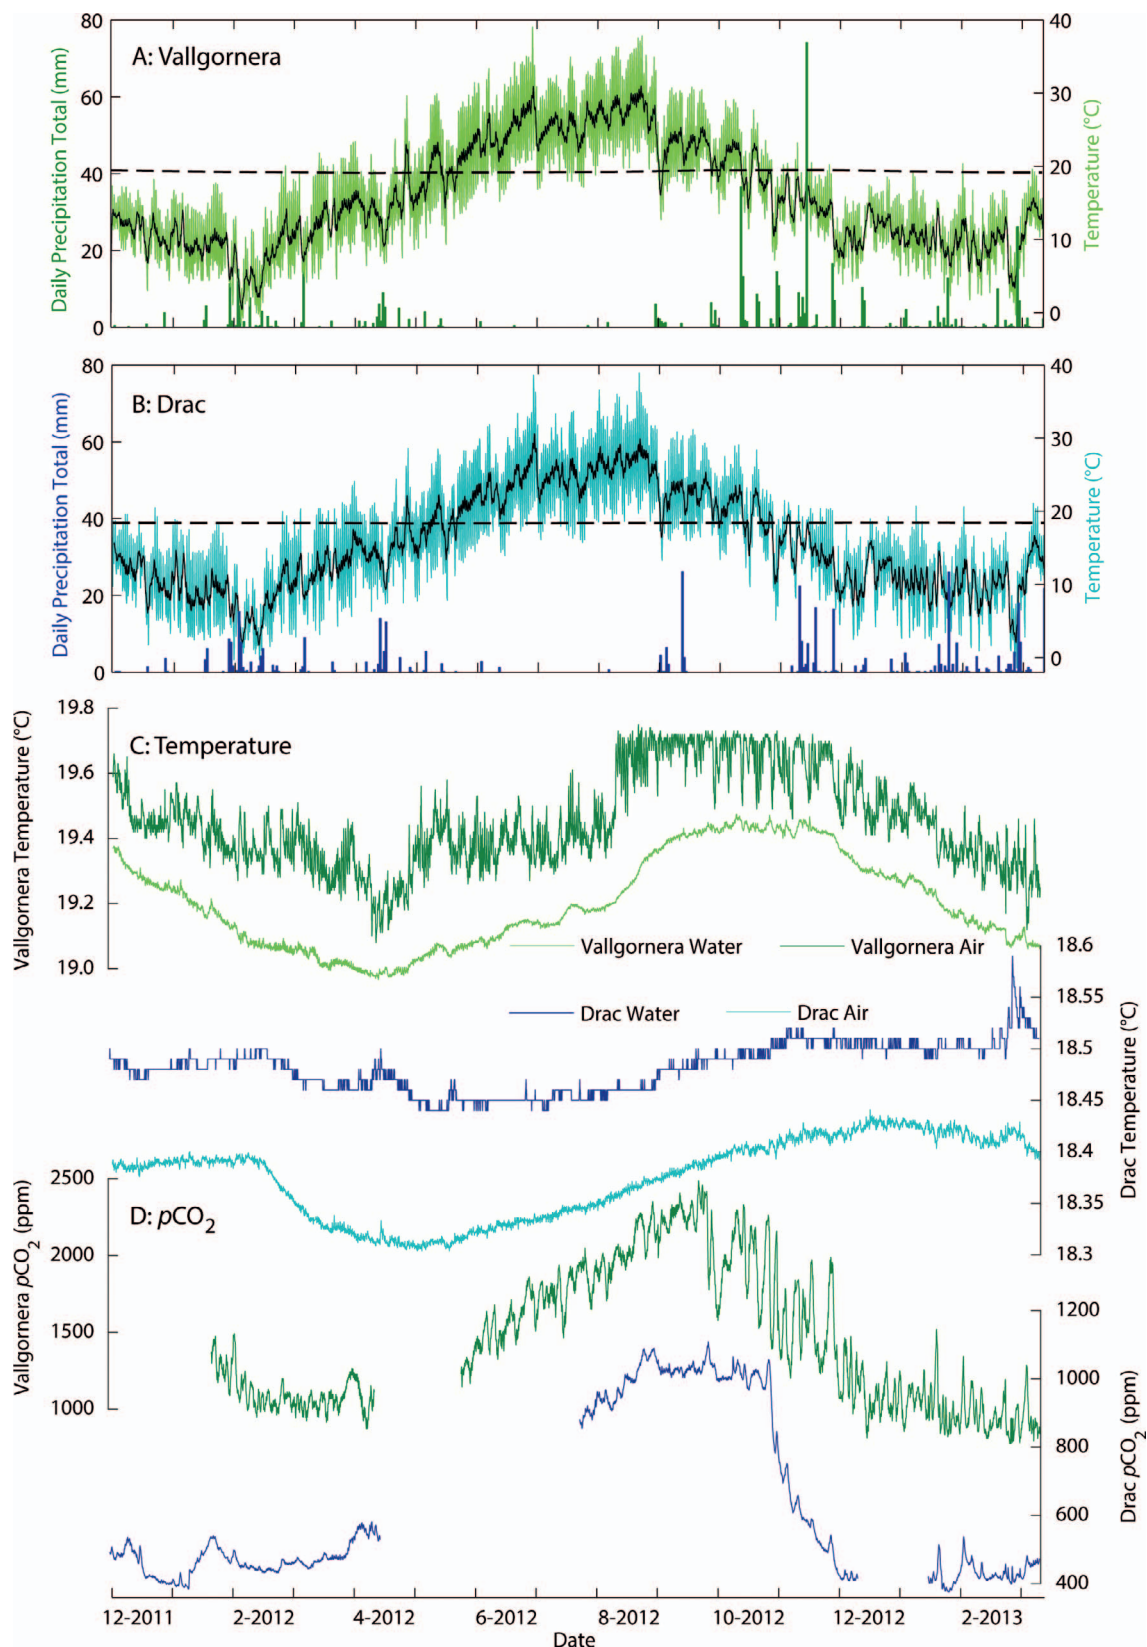 A: Vallgornera
Daily Precipitation Total (mm)
80
60
40
20
0
Temperature (°C)
40
30
20
10
0
B: Drac
Daily Precipitation Total (mm)
80
60
40
20
0
Temperature (°C)
40
30
20
10
0
C: Temperature
Vallgornera Temperature (°C)
19.8
19.6
19.4
19.2
19.0
Vallgornera Water
Vallgornera Air
Drac Water
Drac Air
Drac Temperature (°C)
18.6
18.55
18.5
18.45
18.4
18.35
18.3
D: pCO2
Vallgornera pCO2 (ppm)
2500
2000
1500
1000
Drac pCO2 (ppm)
1200
1000
800
600
400
12-2011 2-2012 4-2012 6-2012 8-2012 10-2012 12-2012 2-2013
Date